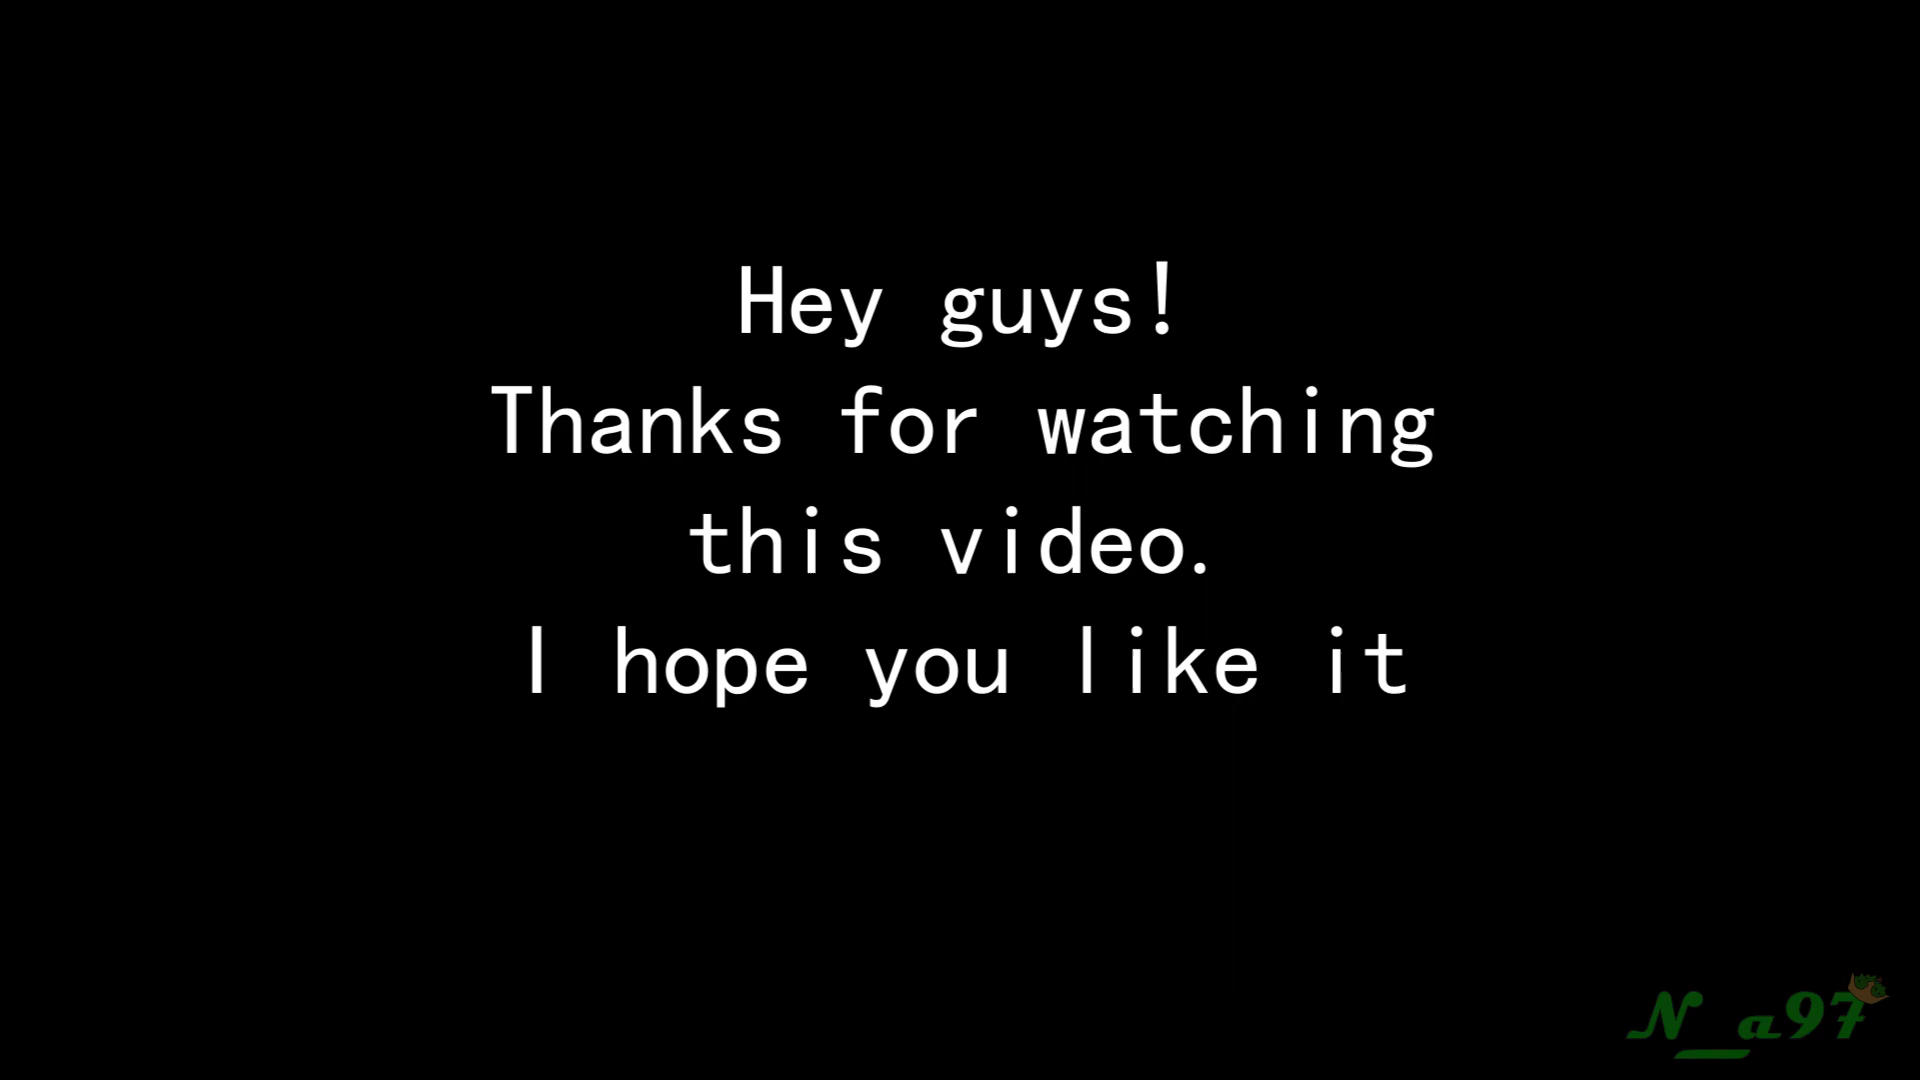 Hey guys!
Thanks for watching
this video.
I hope you like it
N_a97